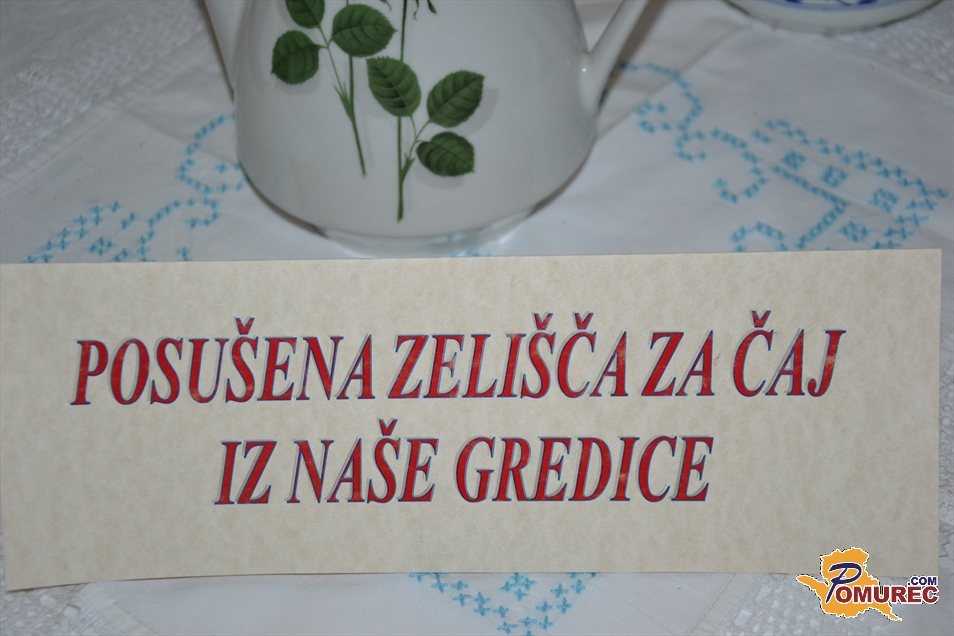 POSUŠENA ZELIŠČA ZA ČAJ
IZ NAŠE GREDICE
POMUREC.COM